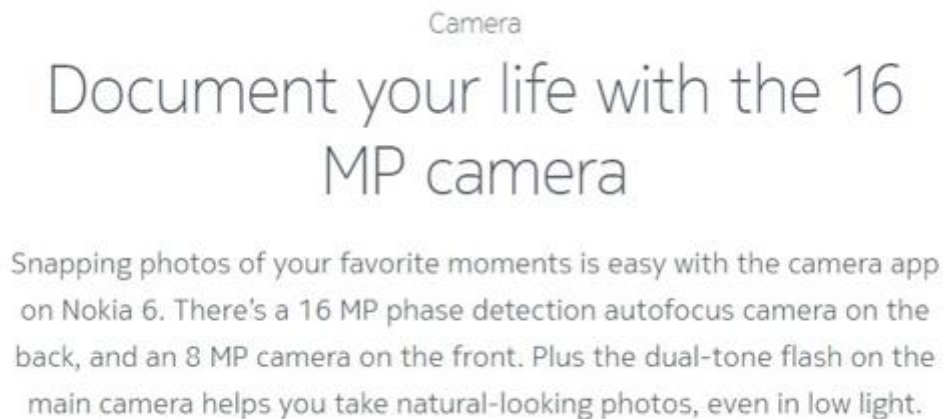 Camera
Document your life with the 16
MP camera
Snapping photos of your favorite moments is easy with the camera app
on Nokia 6. There's a 16 MP phase detection autofocus camera on the
back, and an 8 MP camera on the front. Plus the dual-tone flash on the
main camera helps you take natural-looking photos, even in low light.